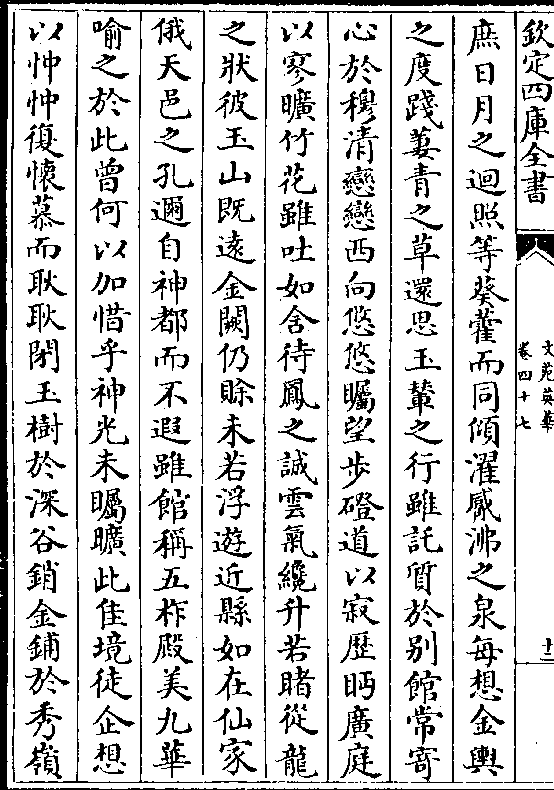 欽定四庫全書
文苑英華
卷四十七
十二
庶日月之迴照等葵藿而同傾濯觱沸之泉每想金輿
之度踐萋青之草還思玉輦之行雖託質於別館常寄
心於穆清戀戀西向悠悠矚望步磴道以寂歷眄廣庭
以寥曠竹花雖吐如含待鳳之誠雲氣纔升若睹從龍
之狀彼玉山既遠金闕仍賒未若浮遊近縣如在仙家
俄天邑之孔邇自神都而不遐雖館稱五柞殿美九華
喻之於此曾何以加惜乎神光未矚曠此佳境徒企想
以忡忡復懷慕而耿耿閉玉樹於深谷銷金鋪於秀嶺